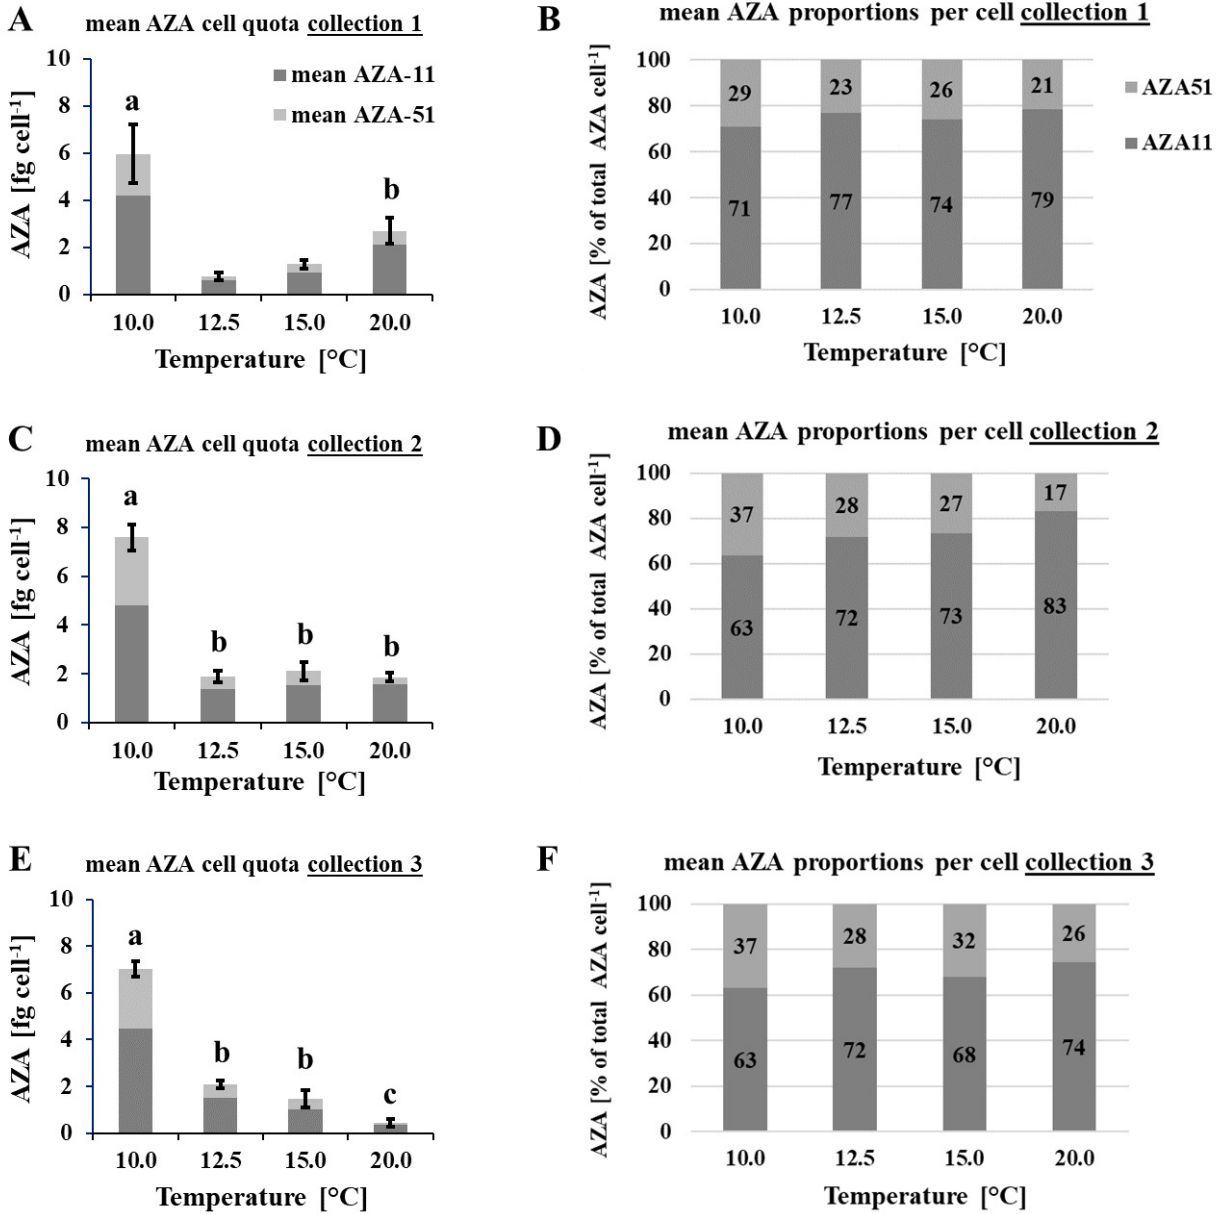 A
mean AZA cell quota collection 1
AZA [fg cell⁻¹]
10
8
6
4
2
0
mean AZA-11
mean AZA-51
a
b
10.0 12.5 15.0 20.0
Temperature [°C]
B
mean AZA proportions per cell collection 1
AZA [% of total AZA cell⁻¹]
100
80
60
40
20
0
29 23 26 21
71 77 74 79
AZA51
AZA11
10.0 12.5 15.0 20.0
Temperature [°C]
C
mean AZA cell quota collection 2
AZA [fg cell⁻¹]
10
8
6
4
2
0
a
b b b
10.0 12.5 15.0 20.0
Temperature [°C]
D
mean AZA proportions per cell collection 2
AZA [% of total AZA cell⁻¹]
100
80
60
40
20
0
37 28 27 17
63 72 73 83
10.0 12.5 15.0 20.0
Temperature [°C]
E
mean AZA cell quota collection 3
AZA [fg cell⁻¹]
10
8
6
4
2
0
a
b b c
10.0 12.5 15.0 20.0
Temperature [°C]
F
mean AZA proportions per cell collection 3
AZA [% of total AZA cell⁻¹]
100
80
60
40
20
0
37 28 32 26
63 72 68 74
10.0 12.5 15.0 20.0
Temperature [°C]